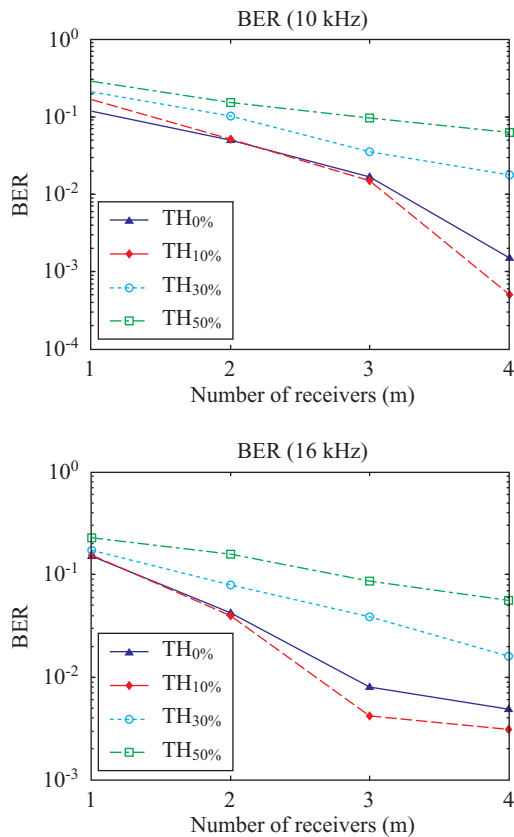 BER (10 kHz)
10^0
10^-1
10^-2
10^-3
10^-4
BER
TH0%
TH10%
TH30%
TH50%
1 2 3 4
Number of receivers (m)
BER (16 kHz)
10^0
10^-1
10^-2
10^-3
BER
TH0%
TH10%
TH30%
TH50%
1 2 3 4
Number of receivers (m)